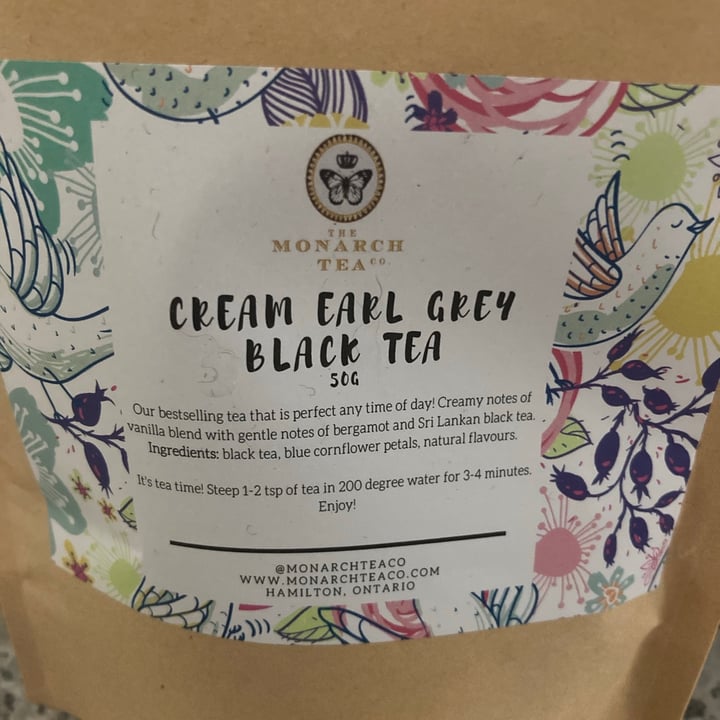 THE
MONARCH
TEA CO.
CREAM EARL GREY
BLACK TEA
50G
Our bestselling tea that is perfect any time of day! Creamy notes of
vanilla blend with gentle notes of bergamot and Sri Lankan black tea.
Ingredients: black tea, blue cornflower petals, natural flavours.
It's tea time! Steep 1-2 tsp of tea in 200 degree water for 3-4 minutes.
Enjoy!
@MONARCHTEACO
WWW.MONARCHTEACO.COM
HAMILTON, ONTARIO